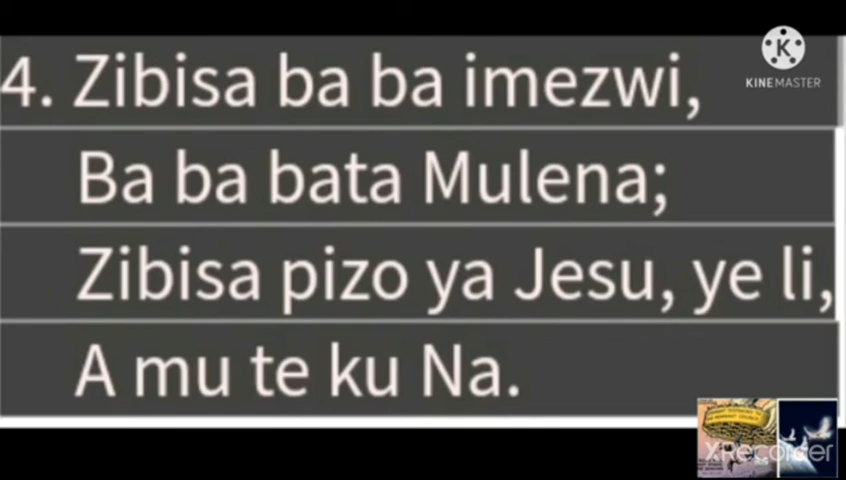 KINEMASTER
4. Zibisa ba ba imezwi,
Ba ba bata Mulena;
Zibisa pizo ya Jesu, ye li,
A mu te ku Na.
XRecorder